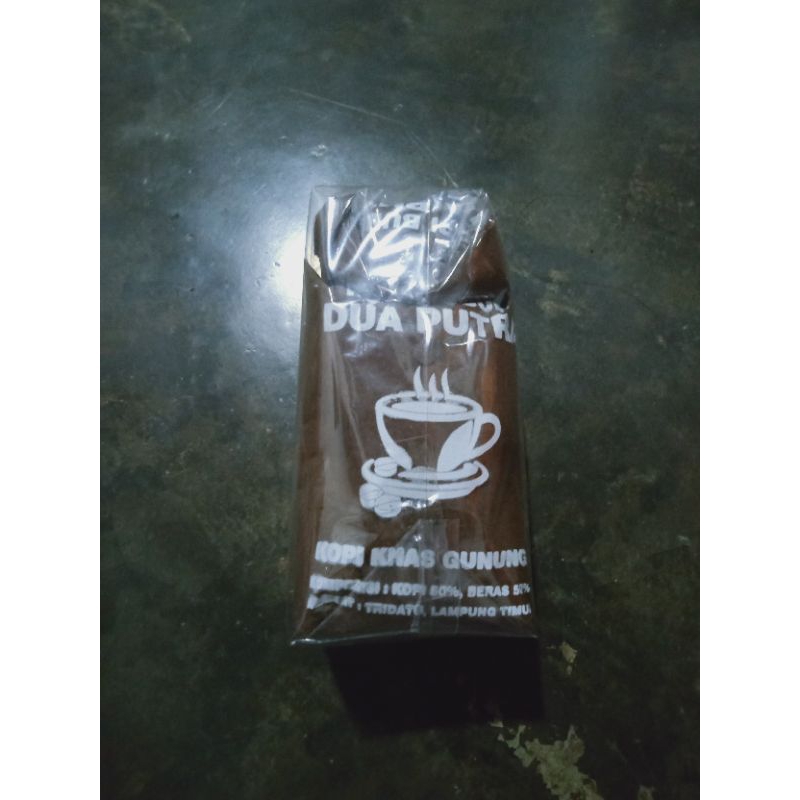 DUA PUTRA
KOPI KHAS GUNUNG
: KOPI 50%, BERAS 50%
: TRIDATU, LAMPUNG TIMUR